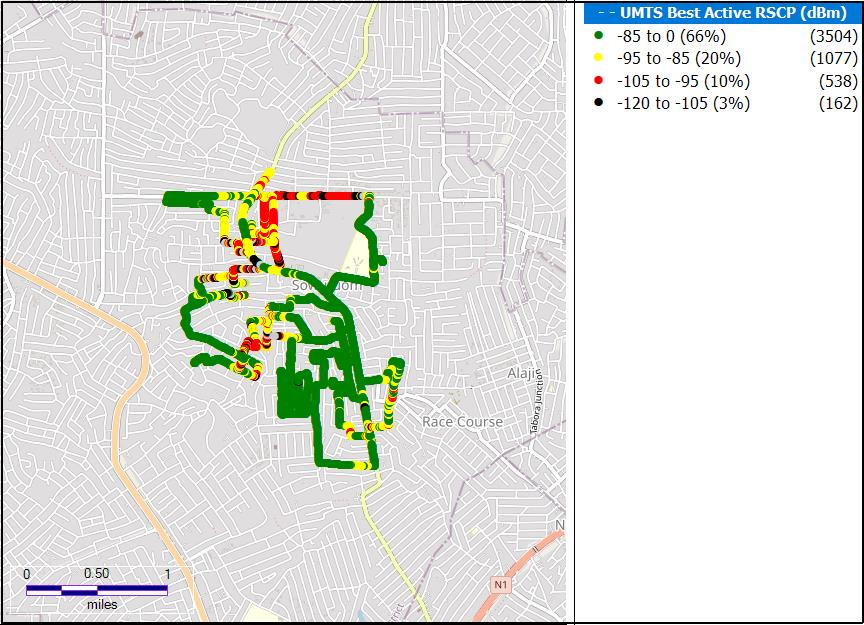 - - UMTS Best Active RSCP (dBm)
-85 to 0 (66%) (3504)
-95 to -85 (20%) (1077)
-105 to -95 (10%) (538)
-120 to -105 (3%) (162)
Alajis
Tabora Junction
Race Course
N
N1
0 0.50 1
miles